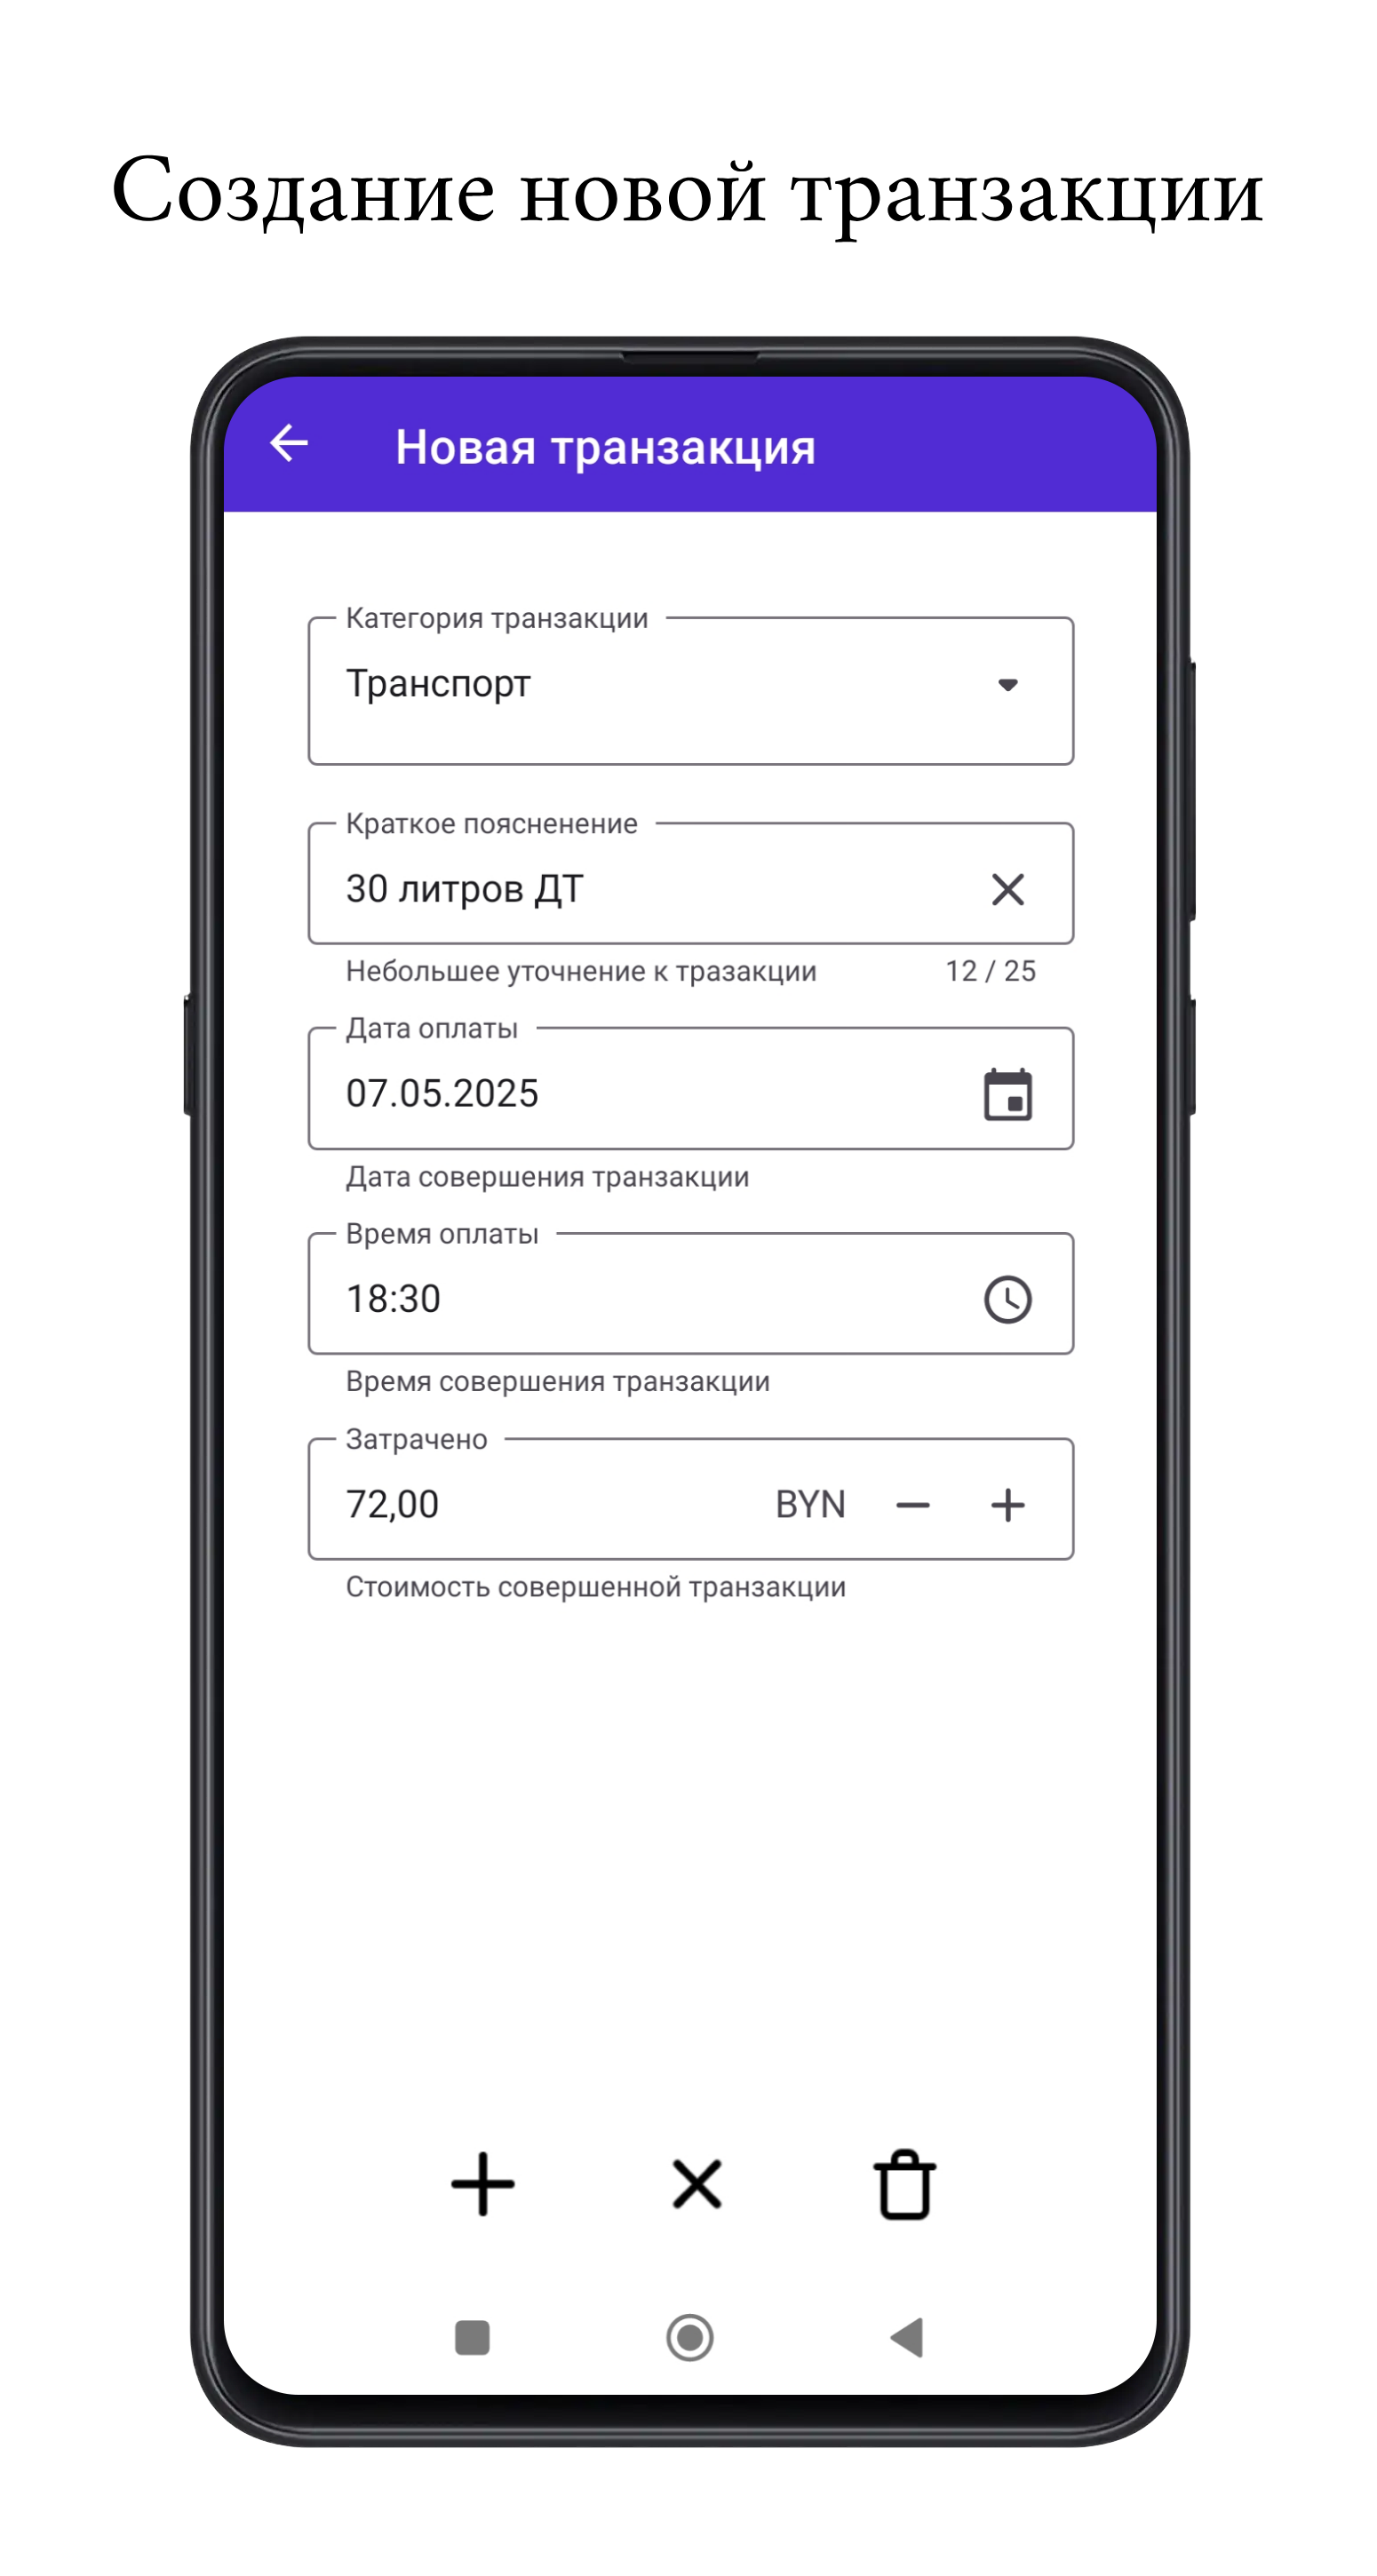 Создание новой транзакции
Новая транзакция
Категория транзакции
Транспорт
Краткое поясненение
30 литров ДТ
Небольшее уточнение к тразакции 12 / 25
Дата оплаты
07.05.2025
Дата совершения транзакции
Время оплаты
18:30
Время совершения транзакции
Затрачено
72,00 BYN
Стоимость совершенной транзакции